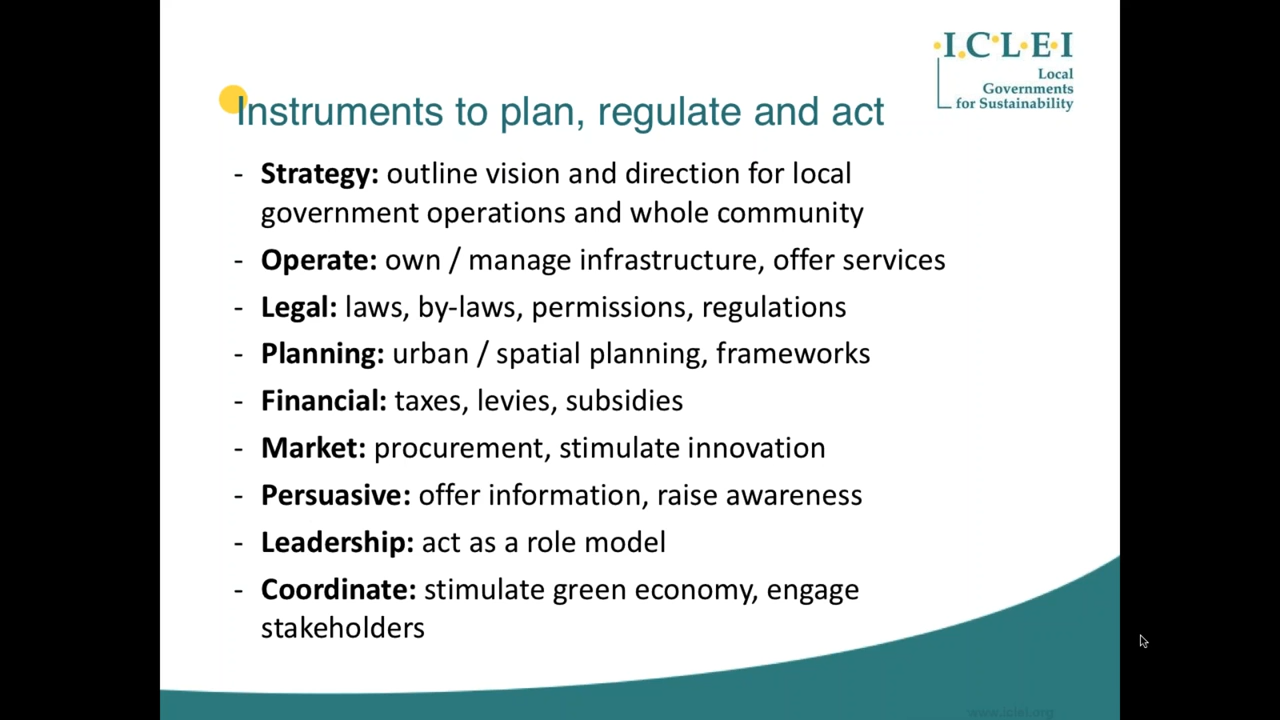 I.C.L.E.I
Local
Governments
for Sustainability
Instruments to plan, regulate and act
- Strategy: outline vision and direction for local
government operations and whole community
- Operate: own / manage infrastructure, offer services
- Legal: laws, by-laws, permissions, regulations
- Planning: urban / spatial planning, frameworks
- Financial: taxes, levies, subsidies
- Market: procurement, stimulate innovation
- Persuasive: offer information, raise awareness
- Leadership: act as a role model
- Coordinate: stimulate green economy, engage
stakeholders
www.iclei.org